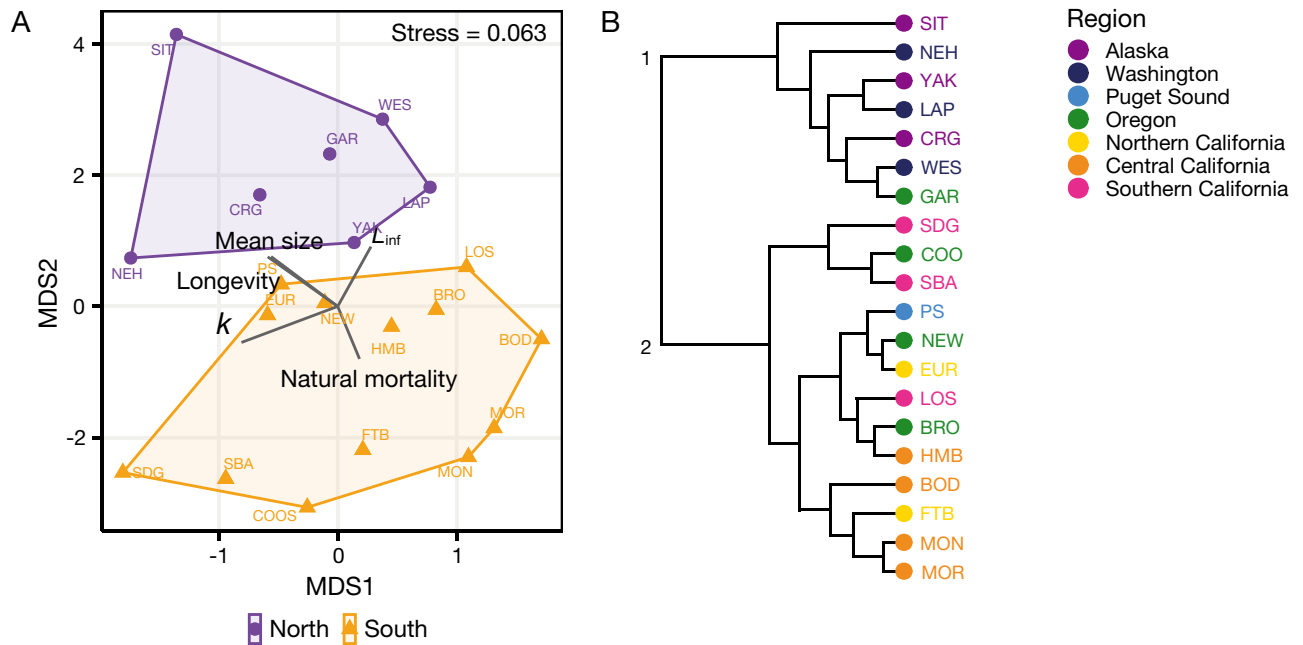 A
Stress = 0.063
4
2
0
-2
MDS2
SIT
WES
GAR
LAP
CRG
YAK
NEH
Mean size
Linf
Longevity
PS
LOS
EUR
NEW
BRO
k
HMB
BOD
Natural mortality
MOR
FTB
MON
SDG
SBA
COOS
-1
0
1
MDS1
North
South
B
1
2
SIT
NEH
YAK
LAP
CRG
WES
GAR
SDG
COO
SBA
PS
NEW
EUR
LOS
BRO
HMB
BOD
FTB
MON
MOR
Region
Alaska
Washington
Puget Sound
Oregon
Northern California
Central California
Southern California